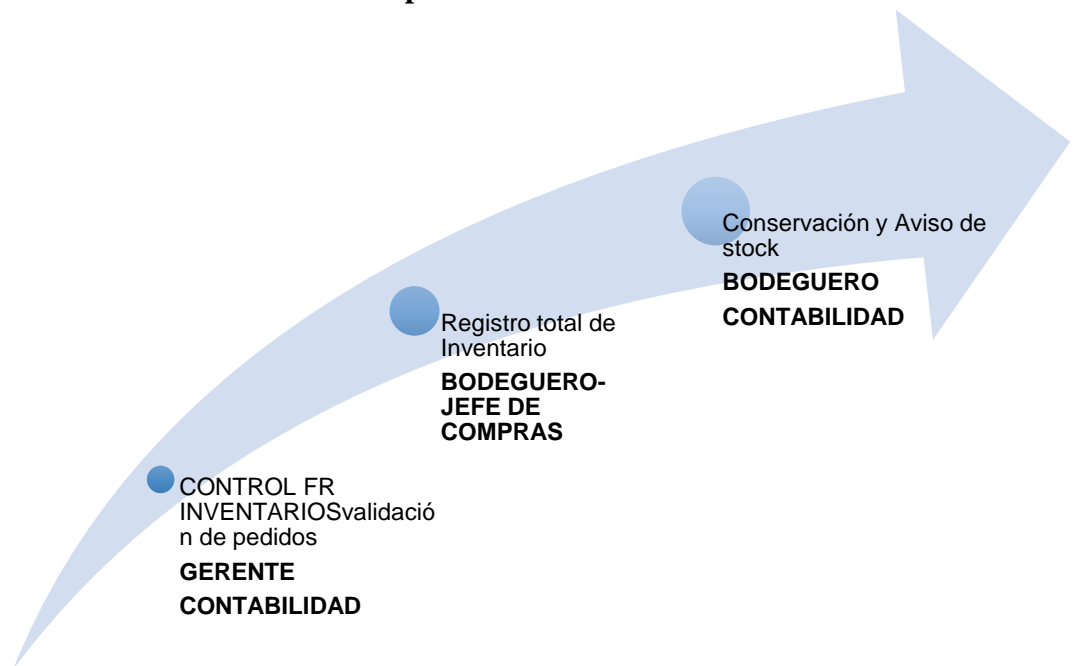 CONTROL FR
INVENTARIOSvalidació
n de pedidos
GERENTE
CONTABILIDAD
Registro total de
Inventario
BODEGUERO-
JEFE DE
COMPRAS
Conservación y Aviso de
stock
BODEGUERO
CONTABILIDAD